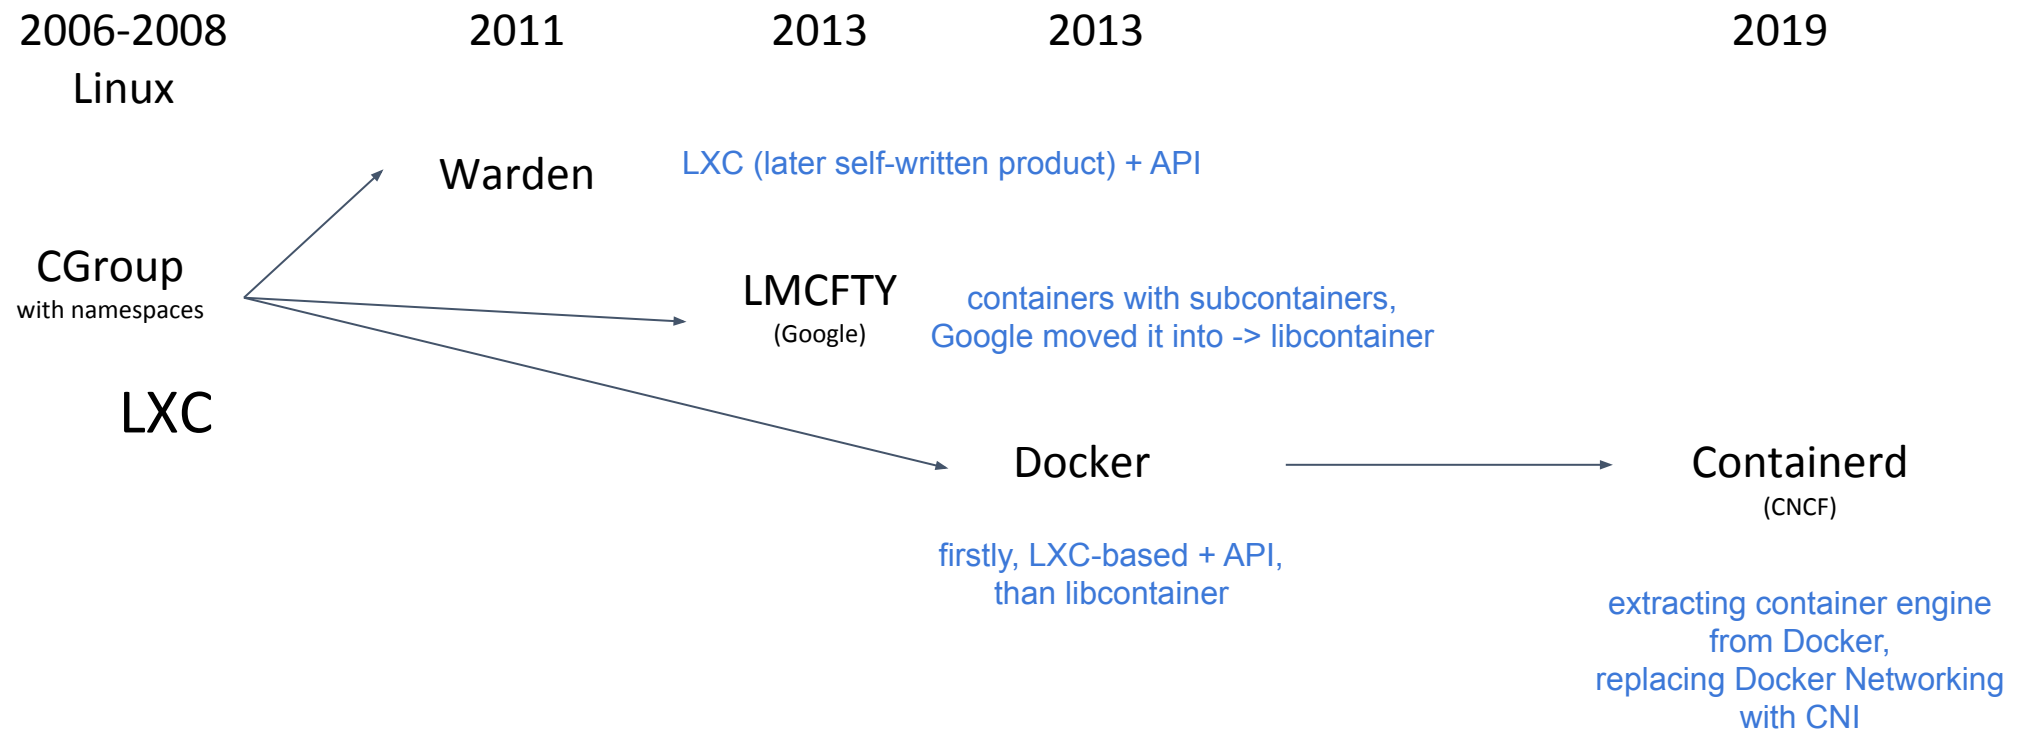 2006-2008
2011
2013
2013
2019
Linux
Warden
LXC (later self-written product) + API
CGroup
with namespaces
LMCFTY
(Google)
containers with subcontainers,
Google moved it into -> libcontainer
LXC
Docker
firstly, LXC-based + API,
than libcontainer
Containerd
(CNCF)
extracting container engine
from Docker,
replacing Docker Networking
with CNI